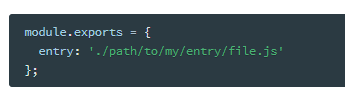 module.exports = {
  entry: './path/to/my/entry/file.js'
};